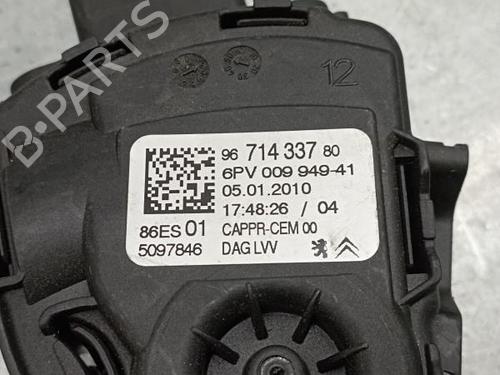 12
B-PARTS
96 714 337 80
6PV 009 949-41
05.01.2010
17:48:26 / 04
86ES 01 CAPPR-CEM 00
5097846 DAG LVV